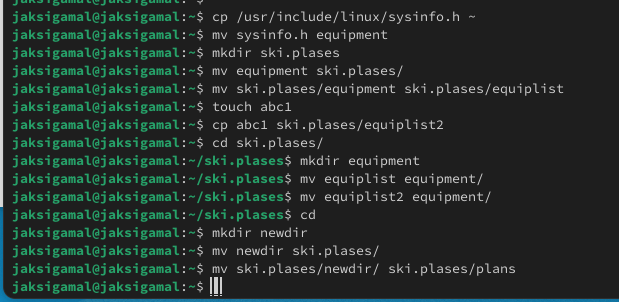 jaksigamal@jaksigamal:~$ cp /usr/include/linux/sysinfo.h ~
jaksigamal@jaksigamal:~$ mv sysinfo.h equipment
jaksigamal@jaksigamal:~$ mkdir ski.plases
jaksigamal@jaksigamal:~$ mv equipment ski.plases/
jaksigamal@jaksigamal:~$ mv ski.plases/equipment ski.plases/equiplist
jaksigamal@jaksigamal:~$ touch abc1
jaksigamal@jaksigamal:~$ cp abc1 ski.plases/equiplist2
jaksigamal@jaksigamal:~$ cd ski.plases/
jaksigamal@jaksigamal:~/ski.plases$ mkdir equipment
jaksigamal@jaksigamal:~/ski.plases$ mv equiplist equipment/
jaksigamal@jaksigamal:~/ski.plases$ mv equiplist2 equipment/
jaksigamal@jaksigamal:~/ski.plases$ cd
jaksigamal@jaksigamal:~$ mkdir newdir
jaksigamal@jaksigamal:~$ mv newdir ski.plases/
jaksigamal@jaksigamal:~$ mv ski.plases/newdir/ ski.plases/plans
jaksigamal@jaksigamal:~$